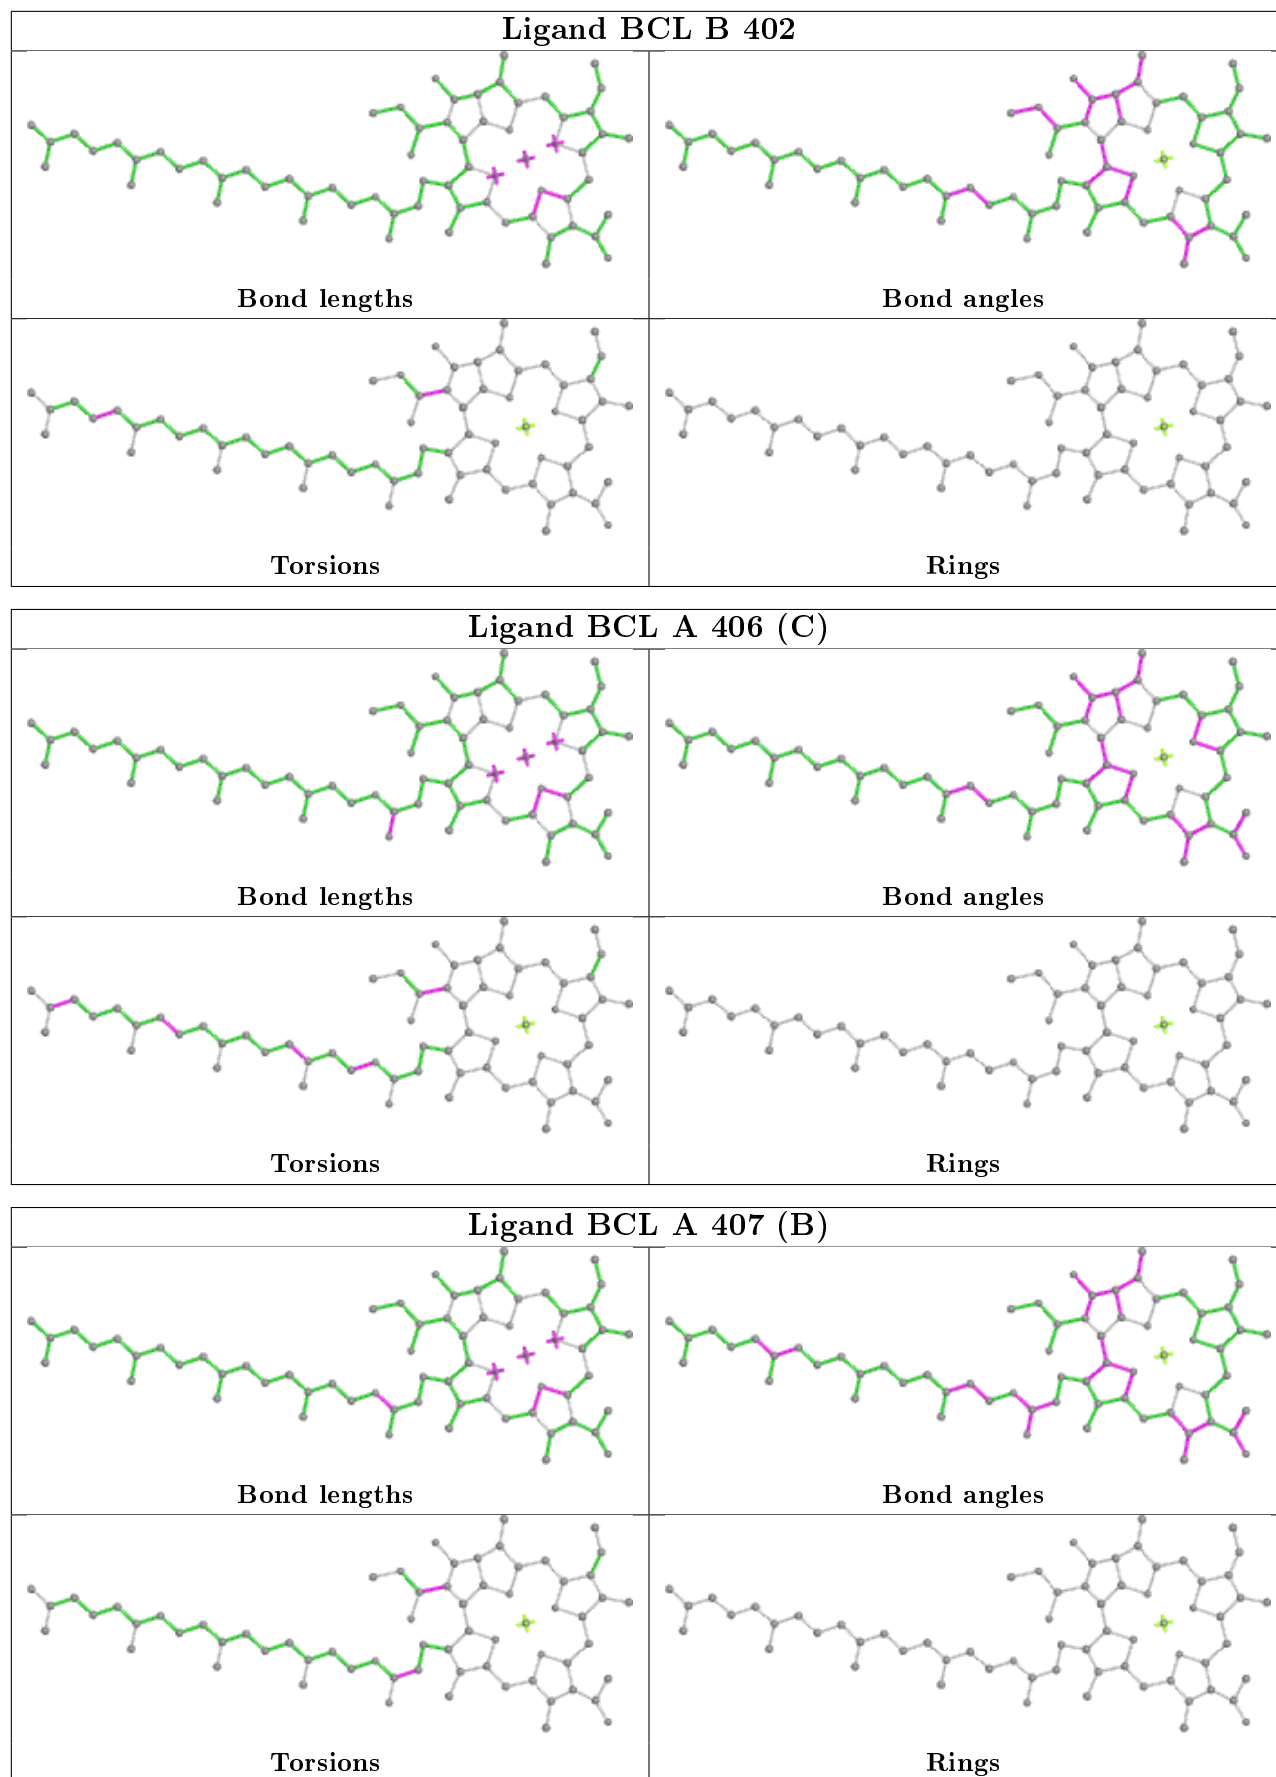 Ligand BCL B 402
Bond lengths
Bond angles
Torsions
Rings
Ligand BCL A 406 (C)
Bond lengths
Bond angles
Torsions
Rings
Ligand BCL A 407 (B)
Bond lengths
Bond angles
Torsions
Rings